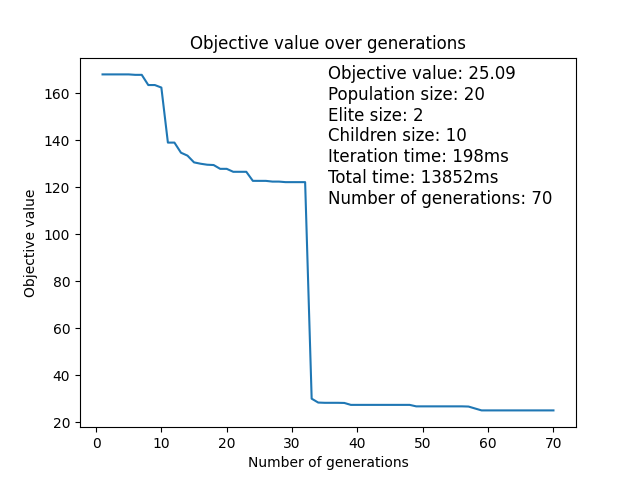 Objective value over generations
Objective value: 25.09
Population size: 20
Elite size: 2
Children size: 10
Iteration time: 198ms
Total time: 13852ms
Number of generations: 70
Objective value
160
140
120
100
80
60
40
20
0 10 20 30 40 50 60 70
Number of generations